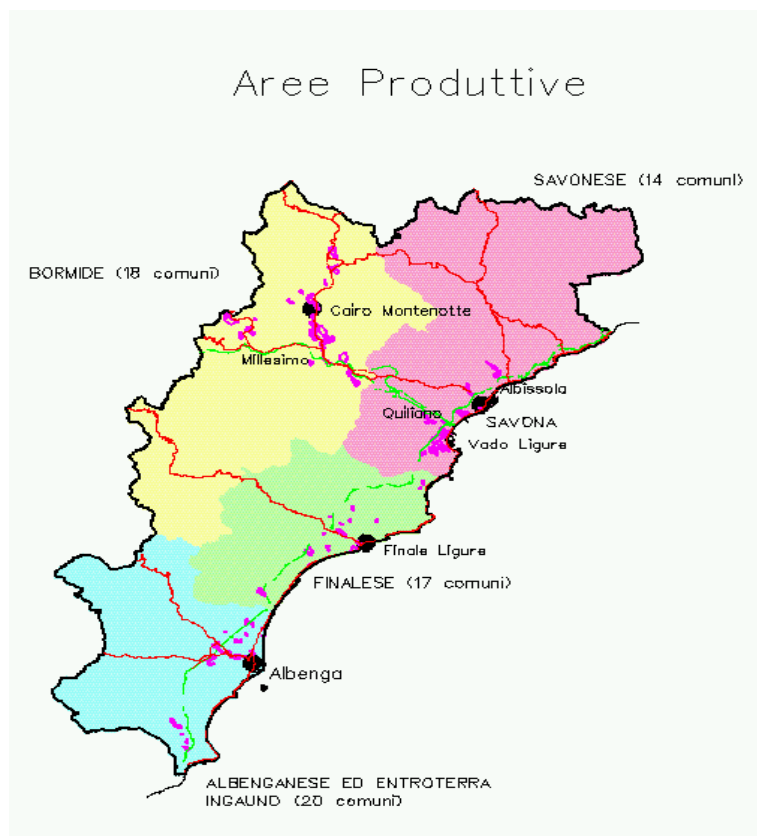 Aree Produttive
SAVONESE (14 comuni)
BORMIDE (18 comuni)
Cairo Montenotte
Millesimo
Albissola
Quiliano
SAVONA
Vado Ligure
Finale Ligure
FINALESE (17 comuni)
Albenga
ALBENGANESE ED ENTROTERRA
INGAUNO (20 comuni)